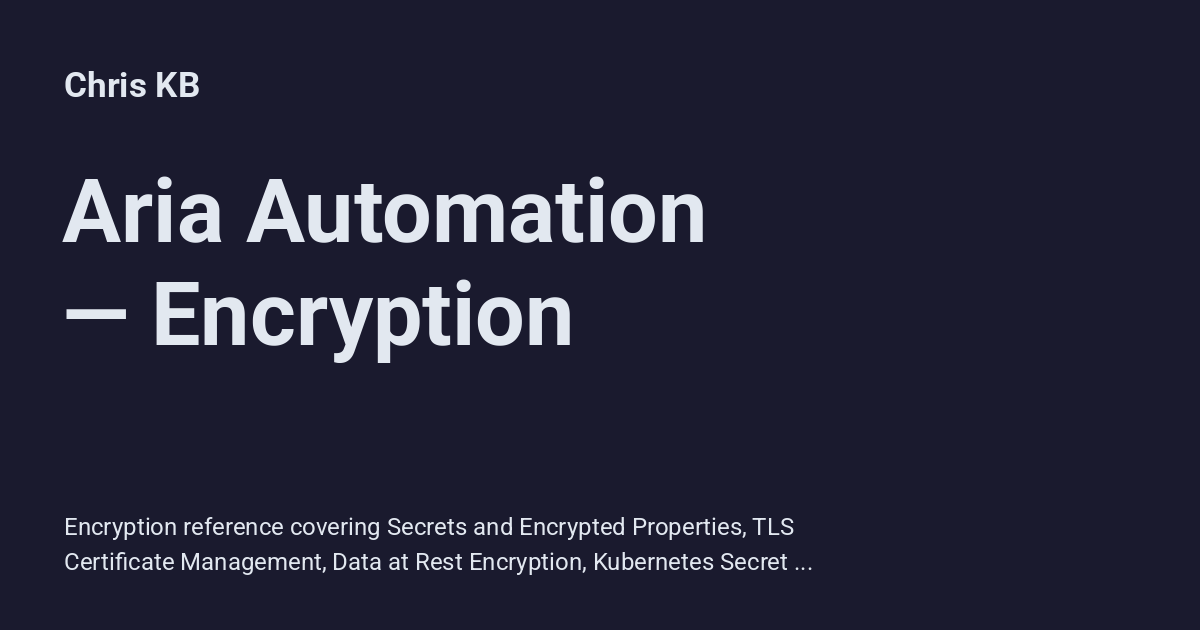 Chris KB
Aria Automation
— Encryption
Encryption reference covering Secrets and Encrypted Properties, TLS
Certificate Management, Data at Rest Encryption, Kubernetes Secret ...